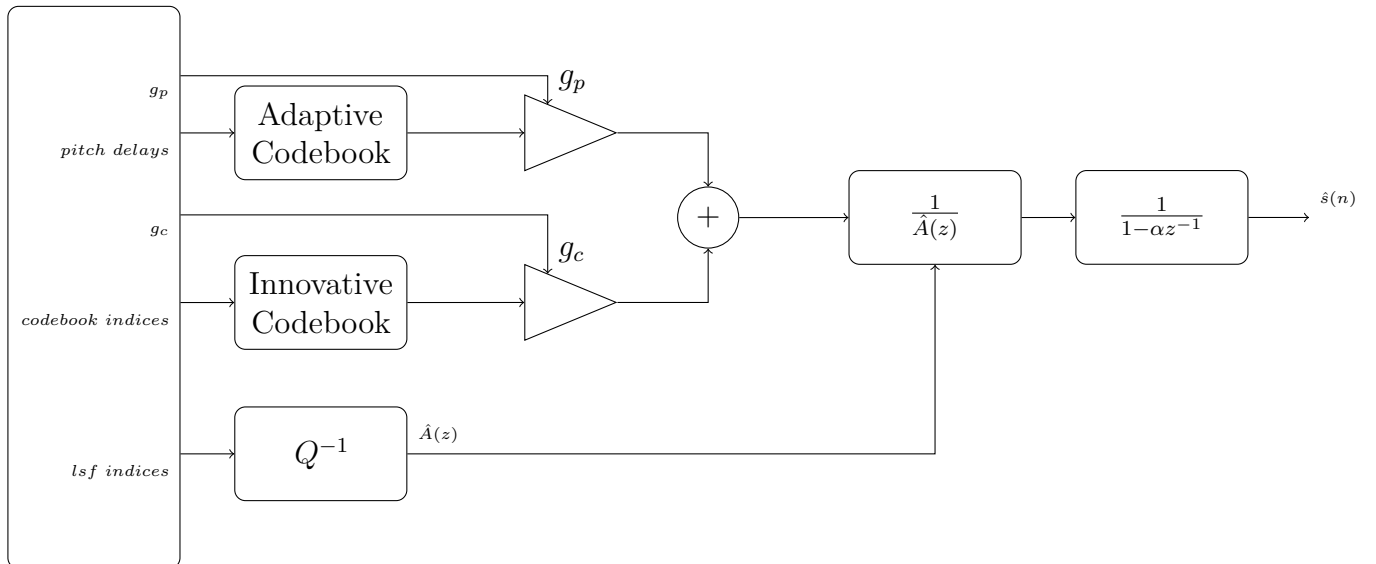 g_p
g_p
Adaptive
Codebook
pitch delays
g_c
g_c
Innovative
Codebook
codebook indices
+
1/Â(z)
1/(1−αz⁻¹)
ŝ(n)
lsf indices
Q⁻¹
Â(z)